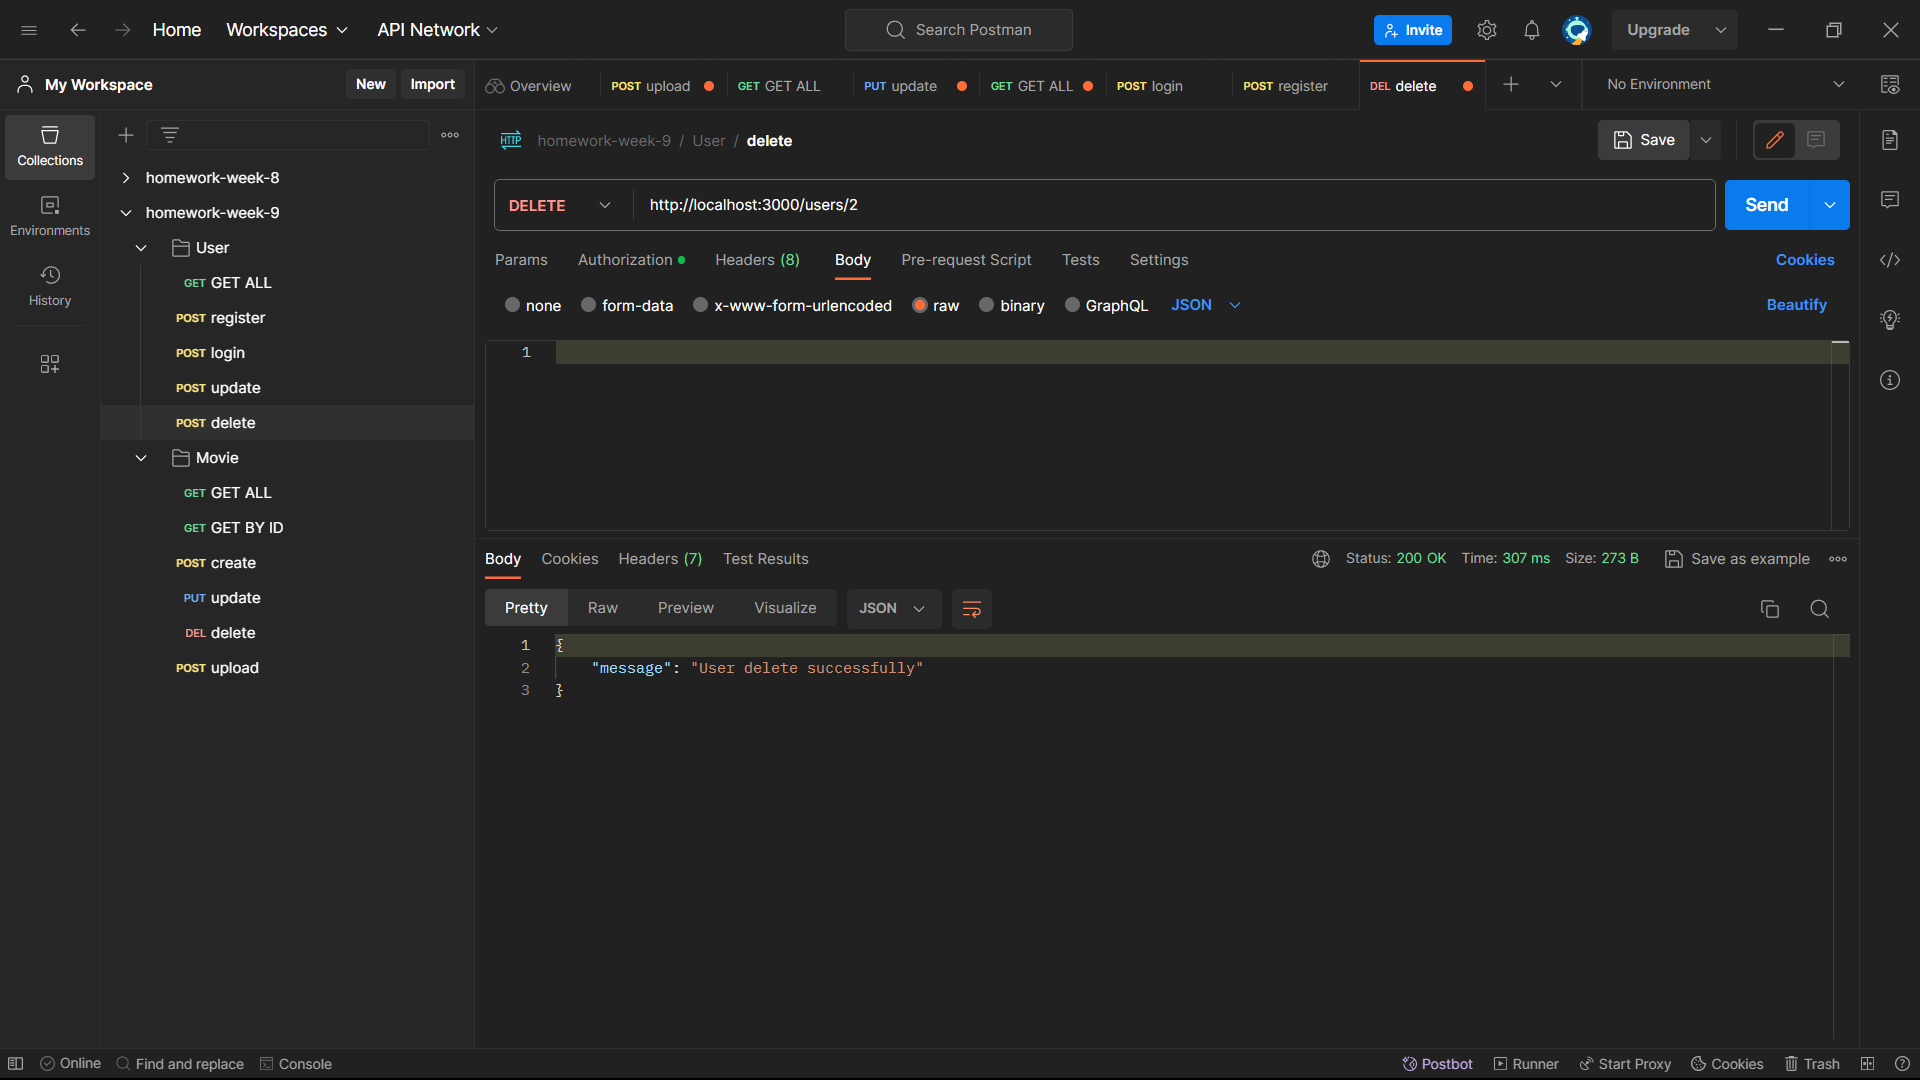 Home Workspaces API Network Search Postman Invite Upgrade
My Workspace New Import Overview POST upload GET GET ALL PUT update GET GET ALL POST login POST register DEL delete No Environment
Collections
Environments
History
homework-week-8
homework-week-9
User
GET GET ALL
POST register
POST login
POST update
POST delete
Movie
GET GET ALL
GET GET BY ID
POST create
PUT update
DEL delete
POST upload
HTTP homework-week-9 / User / delete Save
DELETE http://localhost:3000/users/2 Send
Params Authorization Headers (8) Body Pre-request Script Tests Settings Cookies
none form-data x-www-form-urlencoded raw binary GraphQL JSON Beautify
1
Body Cookies Headers (7) Test Results Status: 200 OK Time: 307 ms Size: 273 B Save as example
Pretty Raw Preview Visualize JSON
1 {
2 "message": "User delete successfully"
3 }
Online Find and replace Console Postbot Runner Start Proxy Cookies Trash